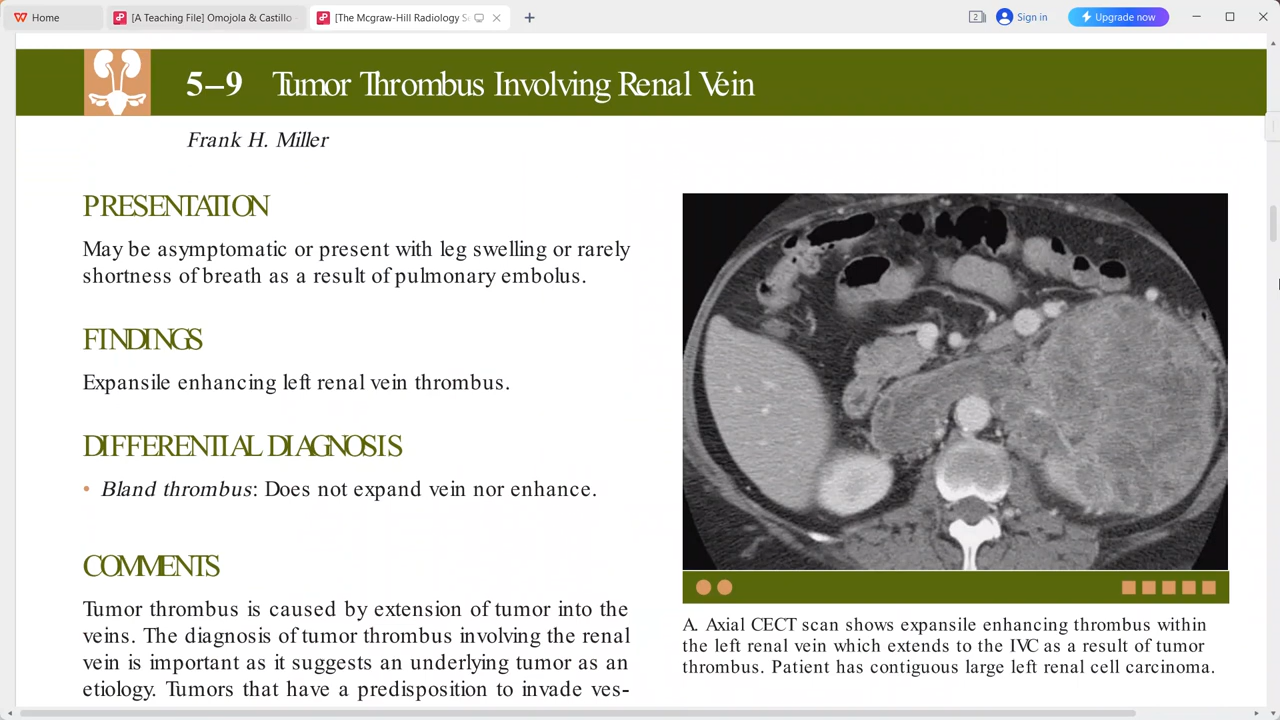 Home
[A Teaching File] Omojola & Castillo
[The Mcgraw-Hill Radiology S
2
Sign in
Upgrade now
5–9 Tumor Thrombus Involving Renal Vein
Frank H. Miller
PRESENTATION
May be asymptomatic or present with leg swelling or rarely
shortness of breath as a result of pulmonary embolus.
FINDINGS
Expansile enhancing left renal vein thrombus.
DIFFERENTIAL DIAGNOSIS
• Bland thrombus: Does not expand vein nor enhance.
COMMENTS
Tumor thrombus is caused by extension of tumor into the
veins. The diagnosis of tumor thrombus involving the renal
vein is important as it suggests an underlying tumor as an
etiology. Tumors that have a predisposition to invade ves-
A. Axial CECT scan shows expansile enhancing thrombus within
the left renal vein which extends to the IVC as a result of tumor
thrombus. Patient has contiguous large left renal cell carcinoma.